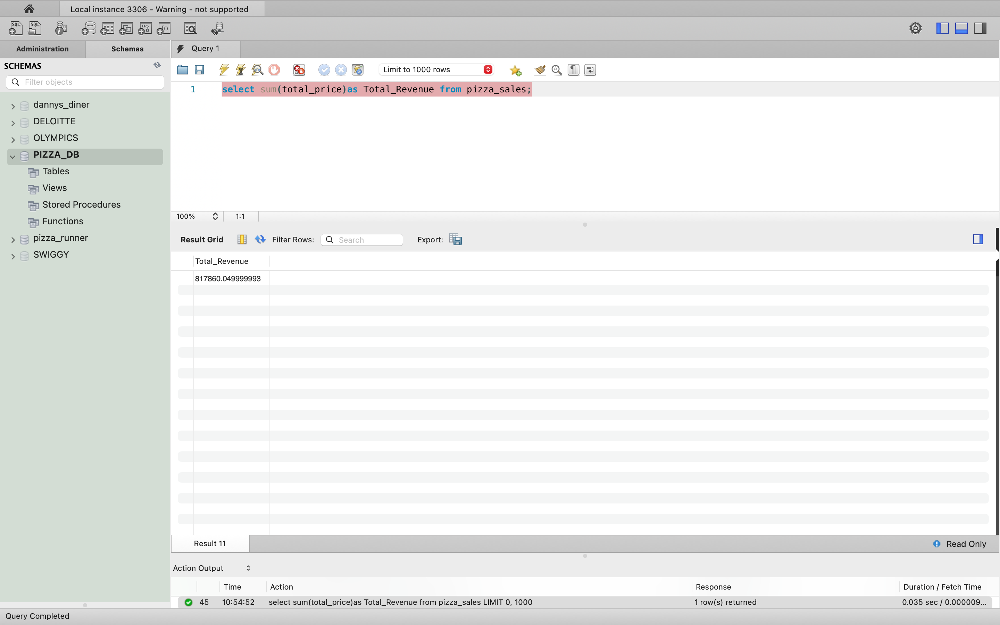 Local instance 3306 - Warning - not supported
SQL SQL
Administration Schemas
Query 1
SCHEMAS
Filter objects
Limit to 1000 rows
1 select sum(total_price)as Total_Revenue from pizza_sales;
dannys_diner
DELOITTE
OLYMPICS
PIZZA_DB
Tables
Views
Stored Procedures
Functions
pizza_runner
SWIGGY
100% 1:1
Result Grid Filter Rows: Search Export:
Total_Revenue
817860.049999993
Result 11 Read Only
Action Output
Time Action Response Duration / Fetch Time
45 10:54:52 select sum(total_price)as Total_Revenue from pizza_sales LIMIT 0, 1000 1 row(s) returned 0.035 sec / 0.000009...
Query Completed